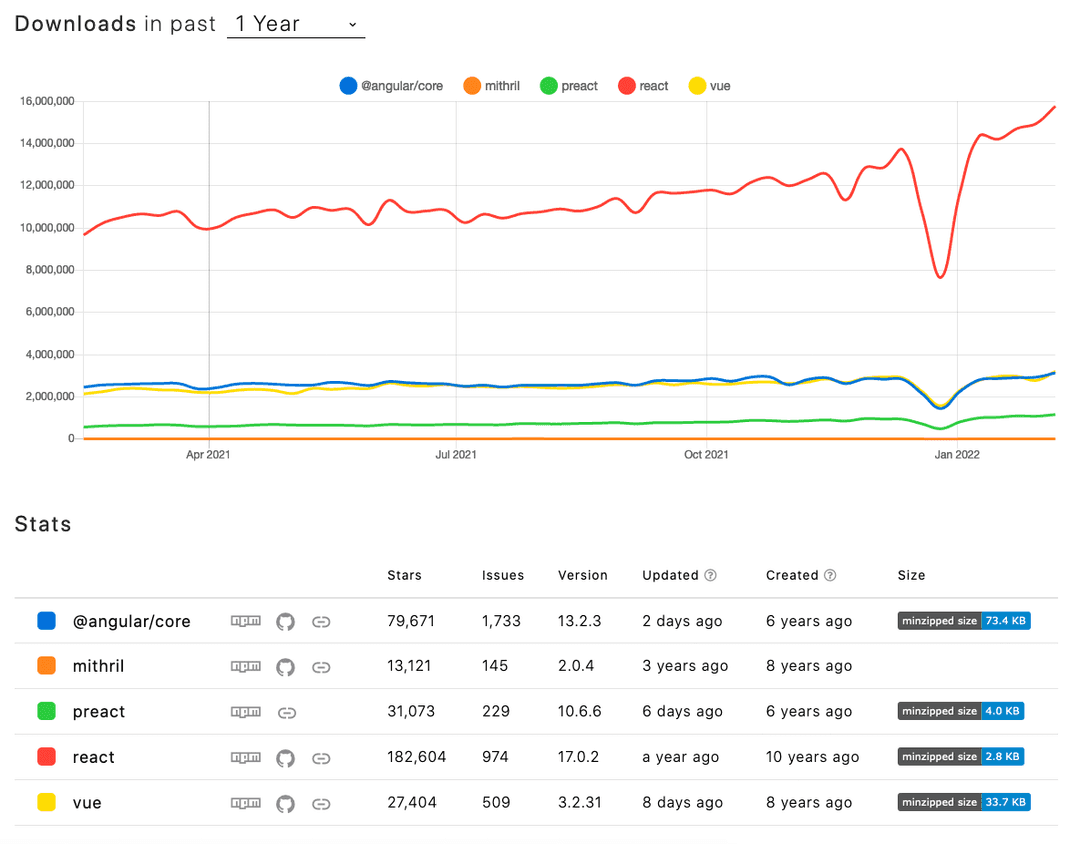 Downloads in past 1 Year
@angular/core mithril preact react vue
16,000,000
14,000,000
12,000,000
10,000,000
8,000,000
6,000,000
4,000,000
2,000,000
0
Apr 2021 Jul 2021 Oct 2021 Jan 2022
Stats
Stars Issues Version Updated ? Created ? Size
@angular/core npm 79,671 1,733 13.2.3 2 days ago 6 years ago minzipped size 73.4 KB
mithril npm 13,121 145 2.0.4 3 years ago 8 years ago
preact npm 31,073 229 10.6.6 6 days ago 6 years ago minzipped size 4.0 KB
react npm 182,604 974 17.0.2 a year ago 10 years ago minzipped size 2.8 KB
vue npm 27,404 509 3.2.31 8 days ago 8 years ago minzipped size 33.7 KB